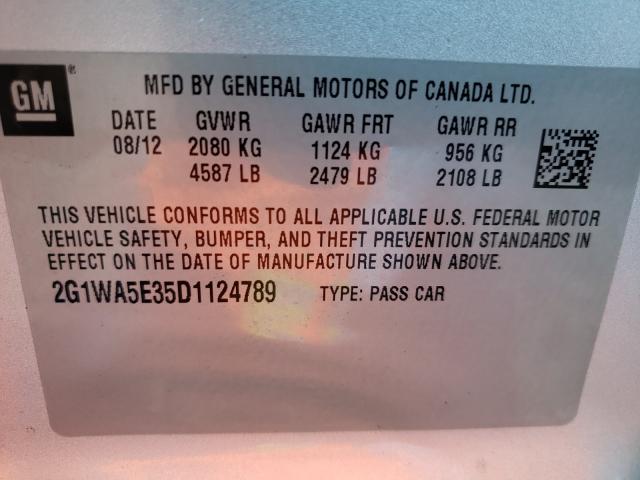 GM®
MFD BY GENERAL MOTORS OF CANADA LTD.
DATE GVWR GAWR FRT GAWR RR
08/12 2080 KG 1124 KG 956 KG
4587 LB 2479 LB 2108 LB
THIS VEHICLE CONFORMS TO ALL APPLICABLE U.S. FEDERAL MOTOR
VEHICLE SAFETY, BUMPER, AND THEFT PREVENTION STANDARDS IN
EFFECT ON THE DATE OF MANUFACTURE SHOWN ABOVE.
2G1WA5E35D1124789 TYPE: PASS CAR